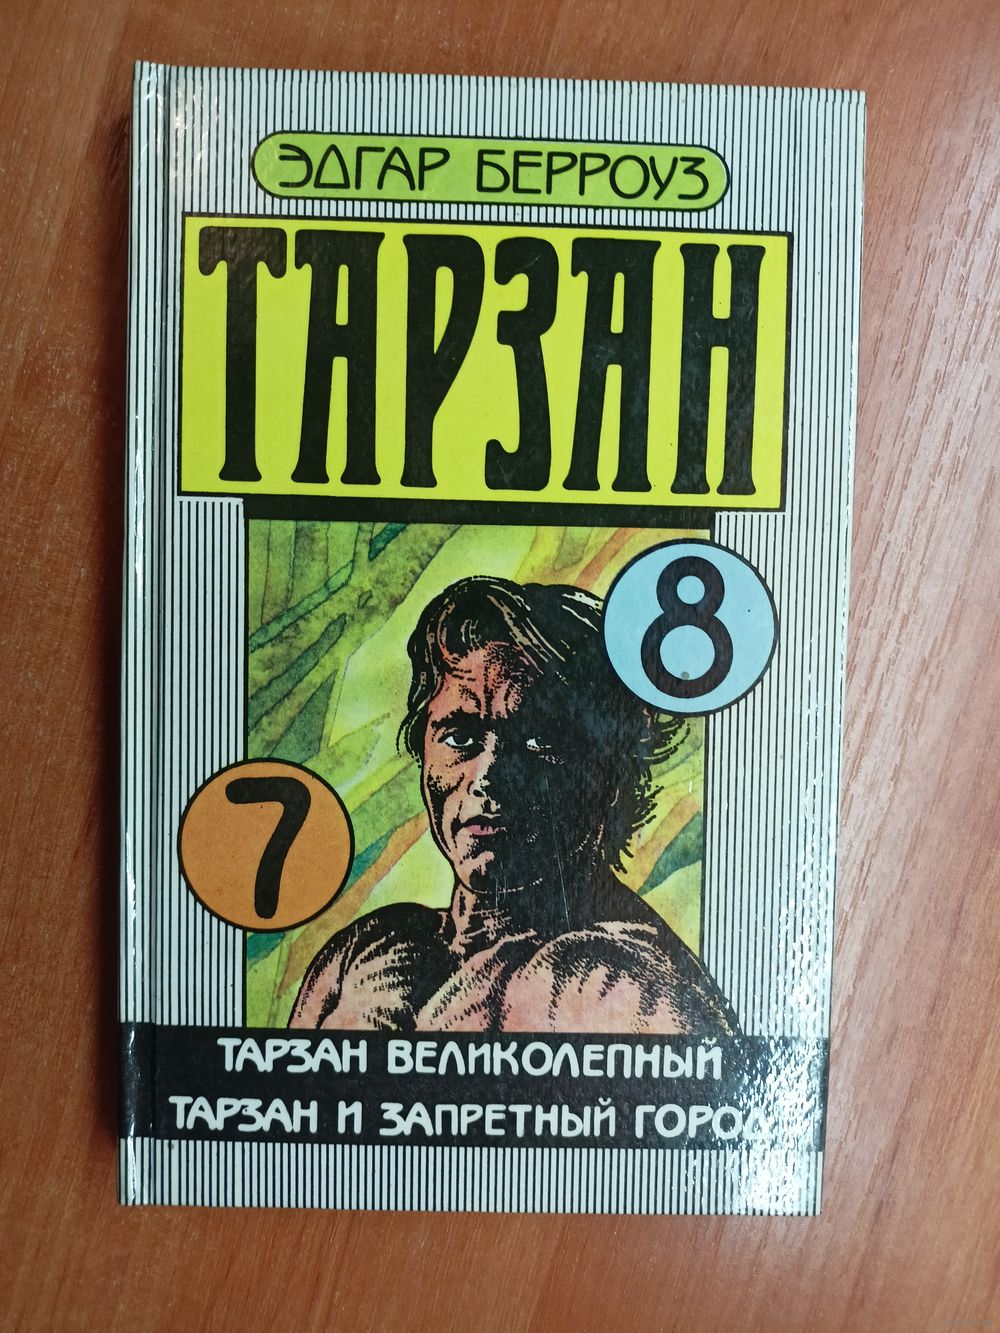 ЭДГАР БЕРРОУЗ
ТАРЗАН
8
7
ТАРЗАН ВЕЛИКОЛЕПНЫЙ
ТАРЗАН И ЗАПРЕТНЫЙ ГОРОД